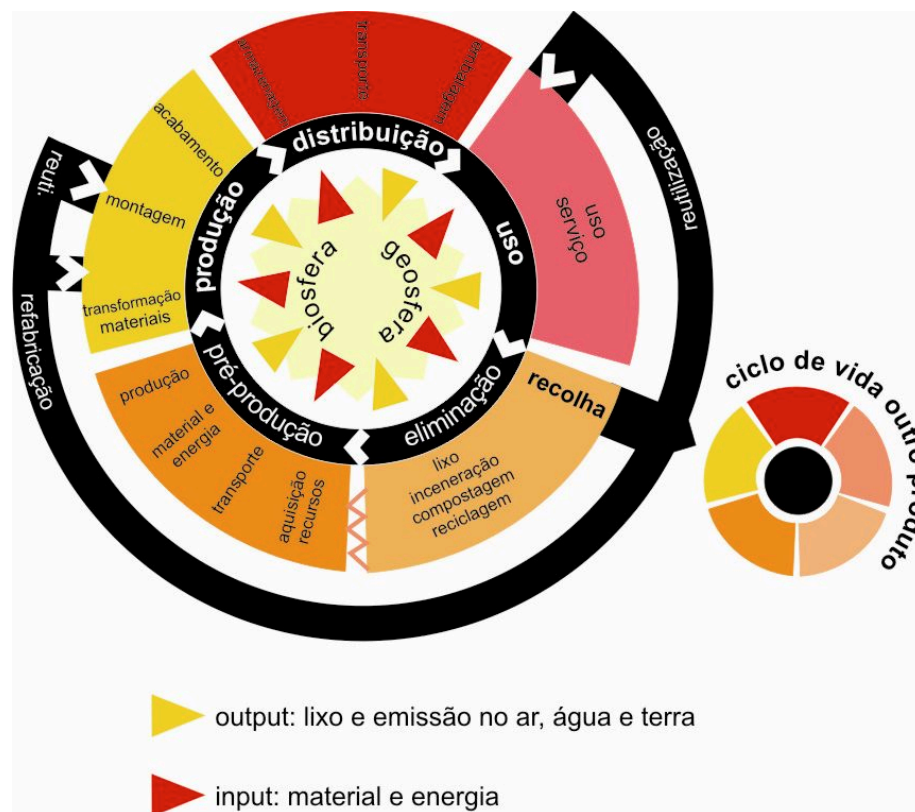 acabamento
montagem
transformação
materiais
transporte
embalagem
uso
serviço
reutilização
reuti.
refabricação
produção
distribuição
uso
eliminação
pré-produção
biosfera
geosfera
produção
material e
energia
transporte
aquisição
recursos
recolha
lixo
inceneração
compostagem
reciclagem
ciclo de vida outro produto
output: lixo e emissão no ar, água e terra
input: material e energia